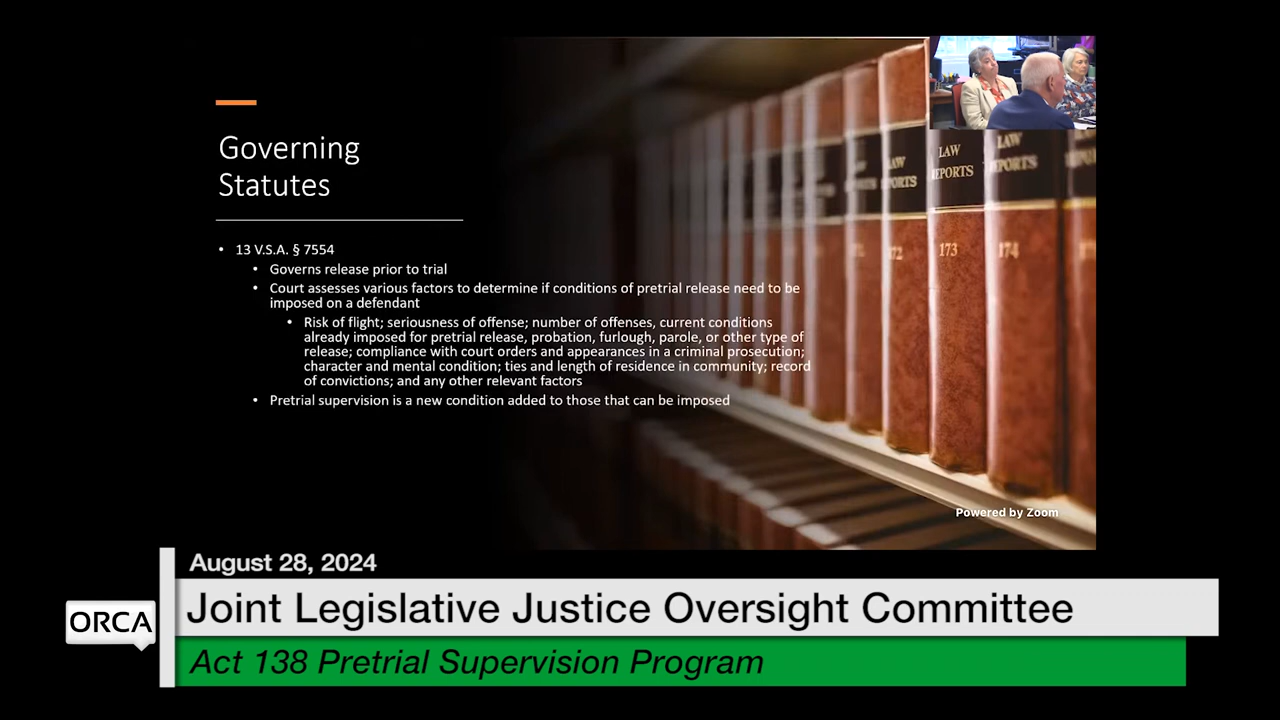 Governing
Statutes
• 13 V.S.A. § 7554
• Governs release prior to trial
• Court assesses various factors to determine if conditions of pretrial release need to be
imposed on a defendant
• Risk of flight; seriousness of offense; number of offenses, current conditions
already imposed for pretrial release, probation, furlough, parole, or other type of
release; compliance with court orders and appearances in a criminal prosecution;
character and mental condition; ties and length of residence in community; record
of convictions; and any other relevant factors
• Pretrial supervision is a new condition added to those that can be imposed
LAW
REPORTS
173
LAW
REPORTS
174
Powered by Zoom
August 28, 2024
ORCA
Joint Legislative Justice Oversight Committee
Act 138 Pretrial Supervision Program